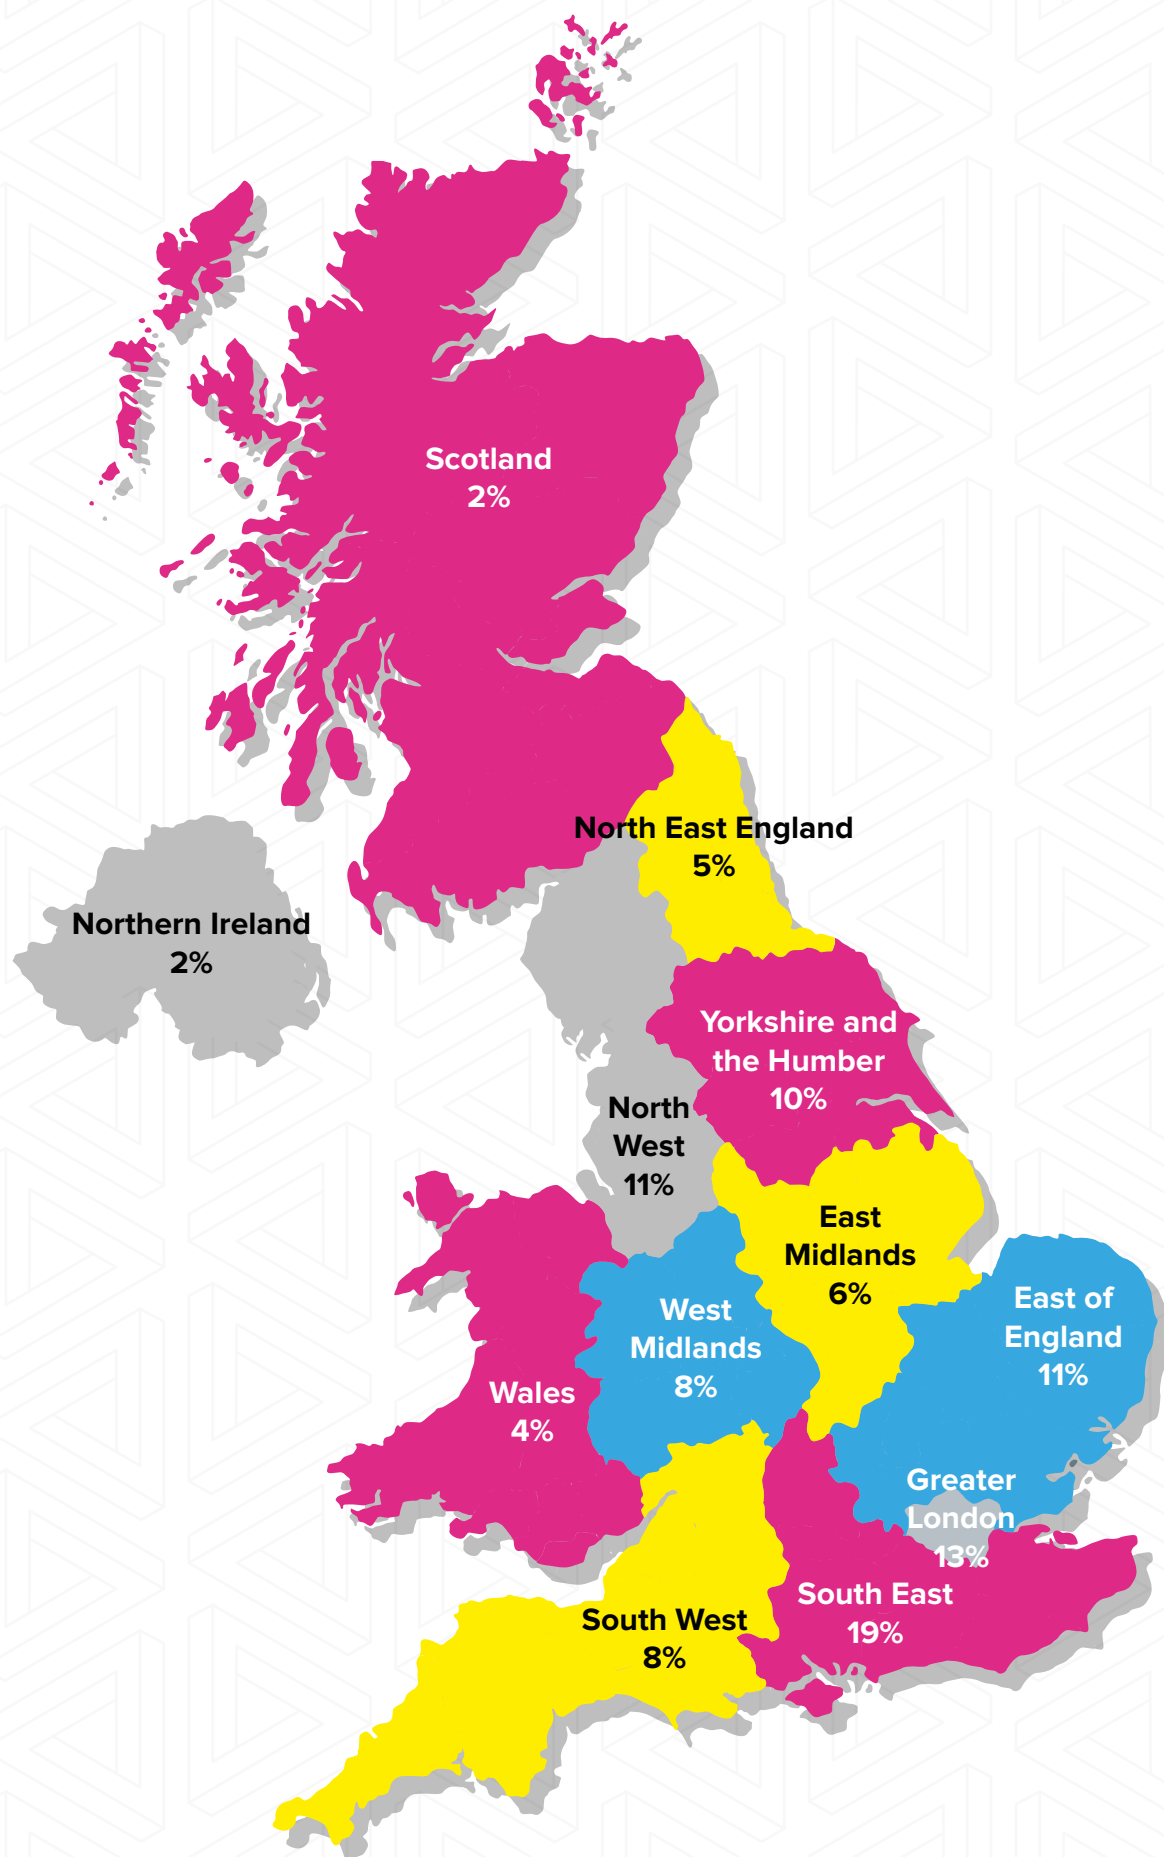 Scotland
2%
North East England
5%
Northern Ireland
2%
Yorkshire and
the Humber
10%
North
West
11%
East
Midlands
6%
East of
England
11%
West
Midlands
8%
Wales
4%
Greater
London
13%
South East
19%
South West
8%